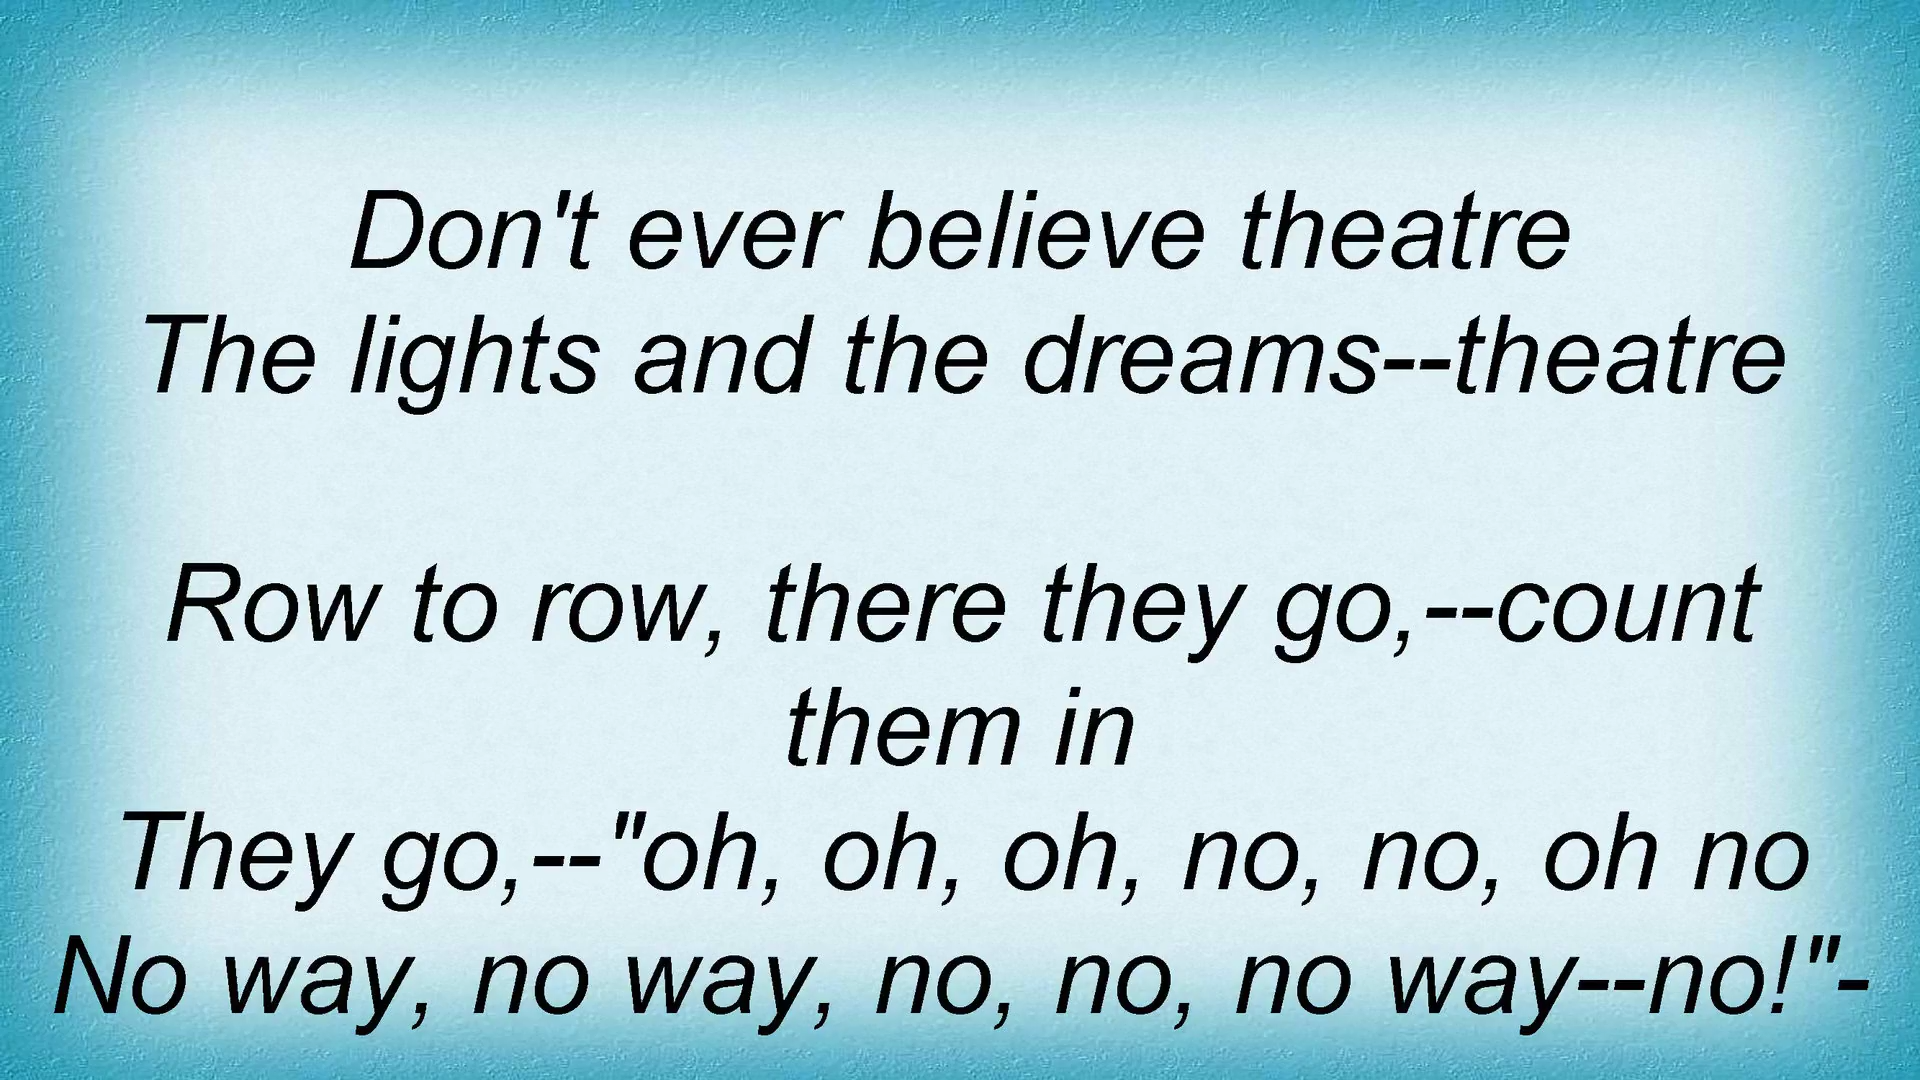 Don't ever believe theatre
The lights and the dreams--theatre
Row to row, there they go,--count
them in
They go,--"oh, oh, oh, no, no, oh no
No way, no way, no, no, no way--no!"-